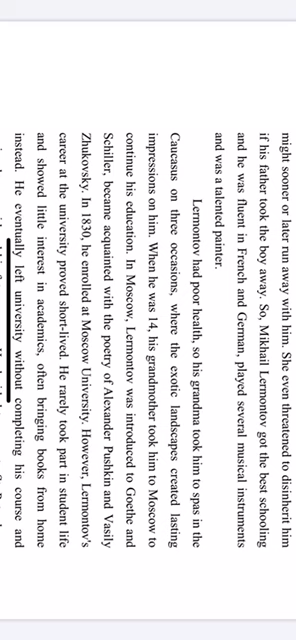 might sooner or later run away with him. She even threatened to disinherit him
if his father took the boy away. So, Mikhail Lermontov got the best schooling
and he was fluent in French and German, played several musical instruments
and was a talented painter.
Lermontov had poor health, so his grandma took him to spas in the
Caucasus on three occasions, where the exotic landscapes created lasting
impressions on him. When he was 14, his grandmother took him to Moscow to
continue his education. In Moscow, Lermontov was introduced to Goethe and
Schiller, became acquainted with the poetry of Alexander Pushkin and Vasily
Zhukovsky. In 1830, he enrolled at Moscow University. However, Lermontov's
career at the university proved short-lived. He rarely took part in student life
and showed little interest in academics, often bringing books from home
instead. He eventually left university without completing his course and